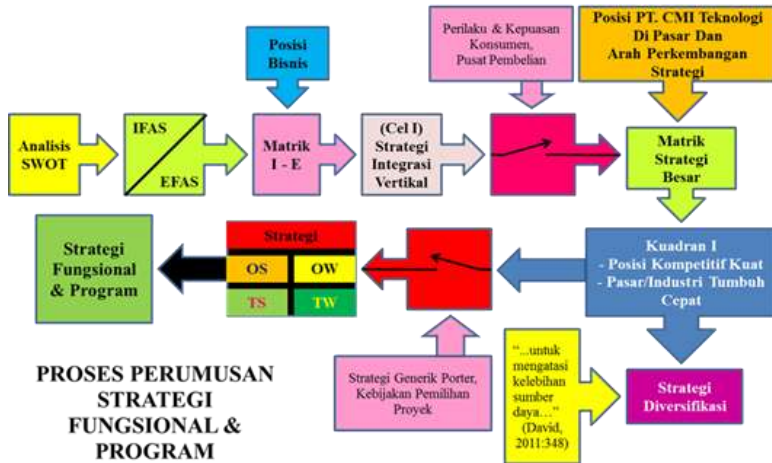 Posisi
Bisnis
Perilaku & Kepuasan
Konsumen,
Pusat Pembelian
Posisi PT. CMI Teknologi
Di Pasar Dan
Arah Perkembangan
Strategi
Analisis
SWOT
IFAS
EFAS
Matrik
I - E
(Cel I)
Strategi
Integrasi
Vertikal
Matrik
Strategi
Besar
Strategi
Fungsional
& Program
Strategi
OS OW
TS TW
Kuadran I
- Posisi Kompetitif Kuat
- Pasar/Industri Tumbuh
Cepat
Strategi Generik Porter,
Kebijakan Pemilihan
Proyek
“...untuk
mengatasi
kelebihan
sumber
daya…“
(David,
2011:348)
Strategi
Diversifikasi
PROSES PERUMUSAN
STRATEGI
FUNGSIONAL &
PROGRAM